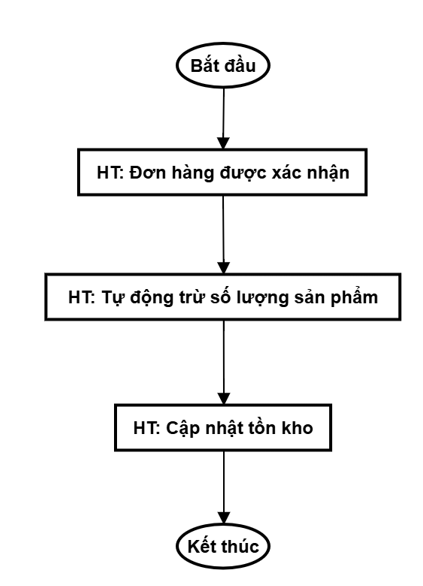 Bắt đầu
HT: Đơn hàng được xác nhận
HT: Tự động trừ số lượng sản phẩm
HT: Cập nhật tồn kho
Kết thúc